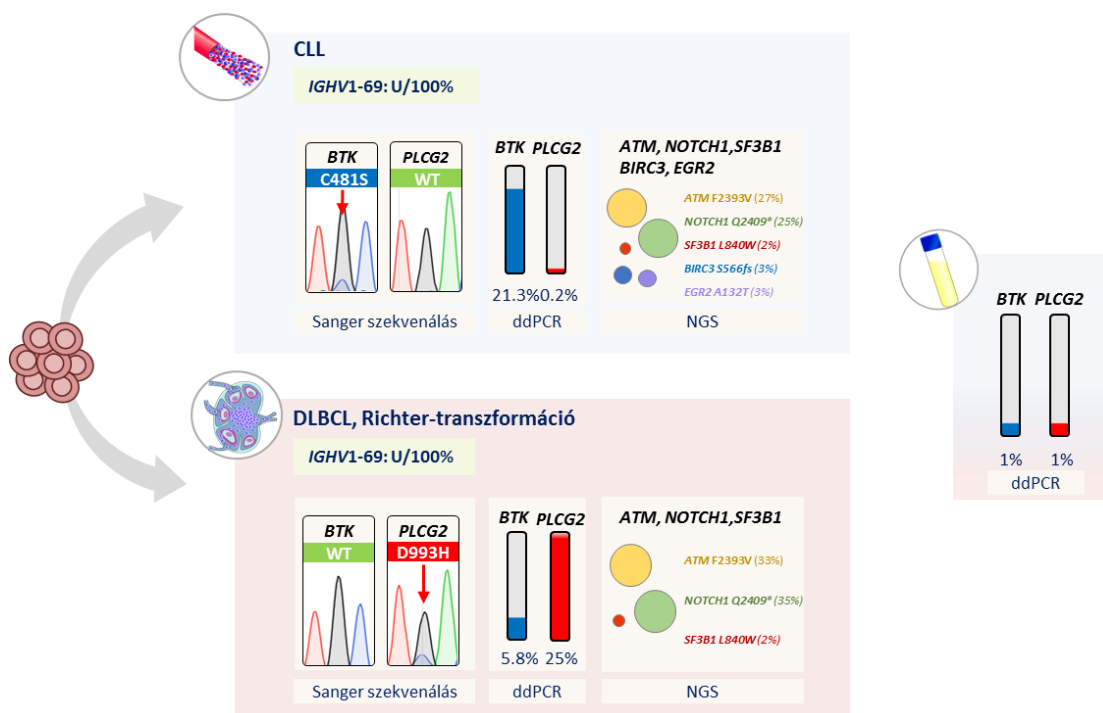 CLL
IGHV1-69: U/100%
BTK
C481S
PLCG2
WT
Sanger szekvenálás
BTK PLCG2
21.3% 0.2%
ddPCR
ATM, NOTCH1,SF3B1
BIRC3, EGR2
ATM F2393V (27%)
NOTCH1 Q2409* (25%)
SF3B1 L840W (2%)
BIRC3 S566fs (3%)
EGR2 A132T (3%)
NGS
DLBCL, Richter-transzformáció
IGHV1-69: U/100%
BTK
WT
PLCG2
D993H
Sanger szekvenálás
BTK PLCG2
5.8% 25%
ddPCR
ATM, NOTCH1,SF3B1
ATM F2393V (33%)
NOTCH1 Q2409* (35%)
SF3B1 L840W (2%)
NGS
BTK PLCG2
1% 1%
ddPCR